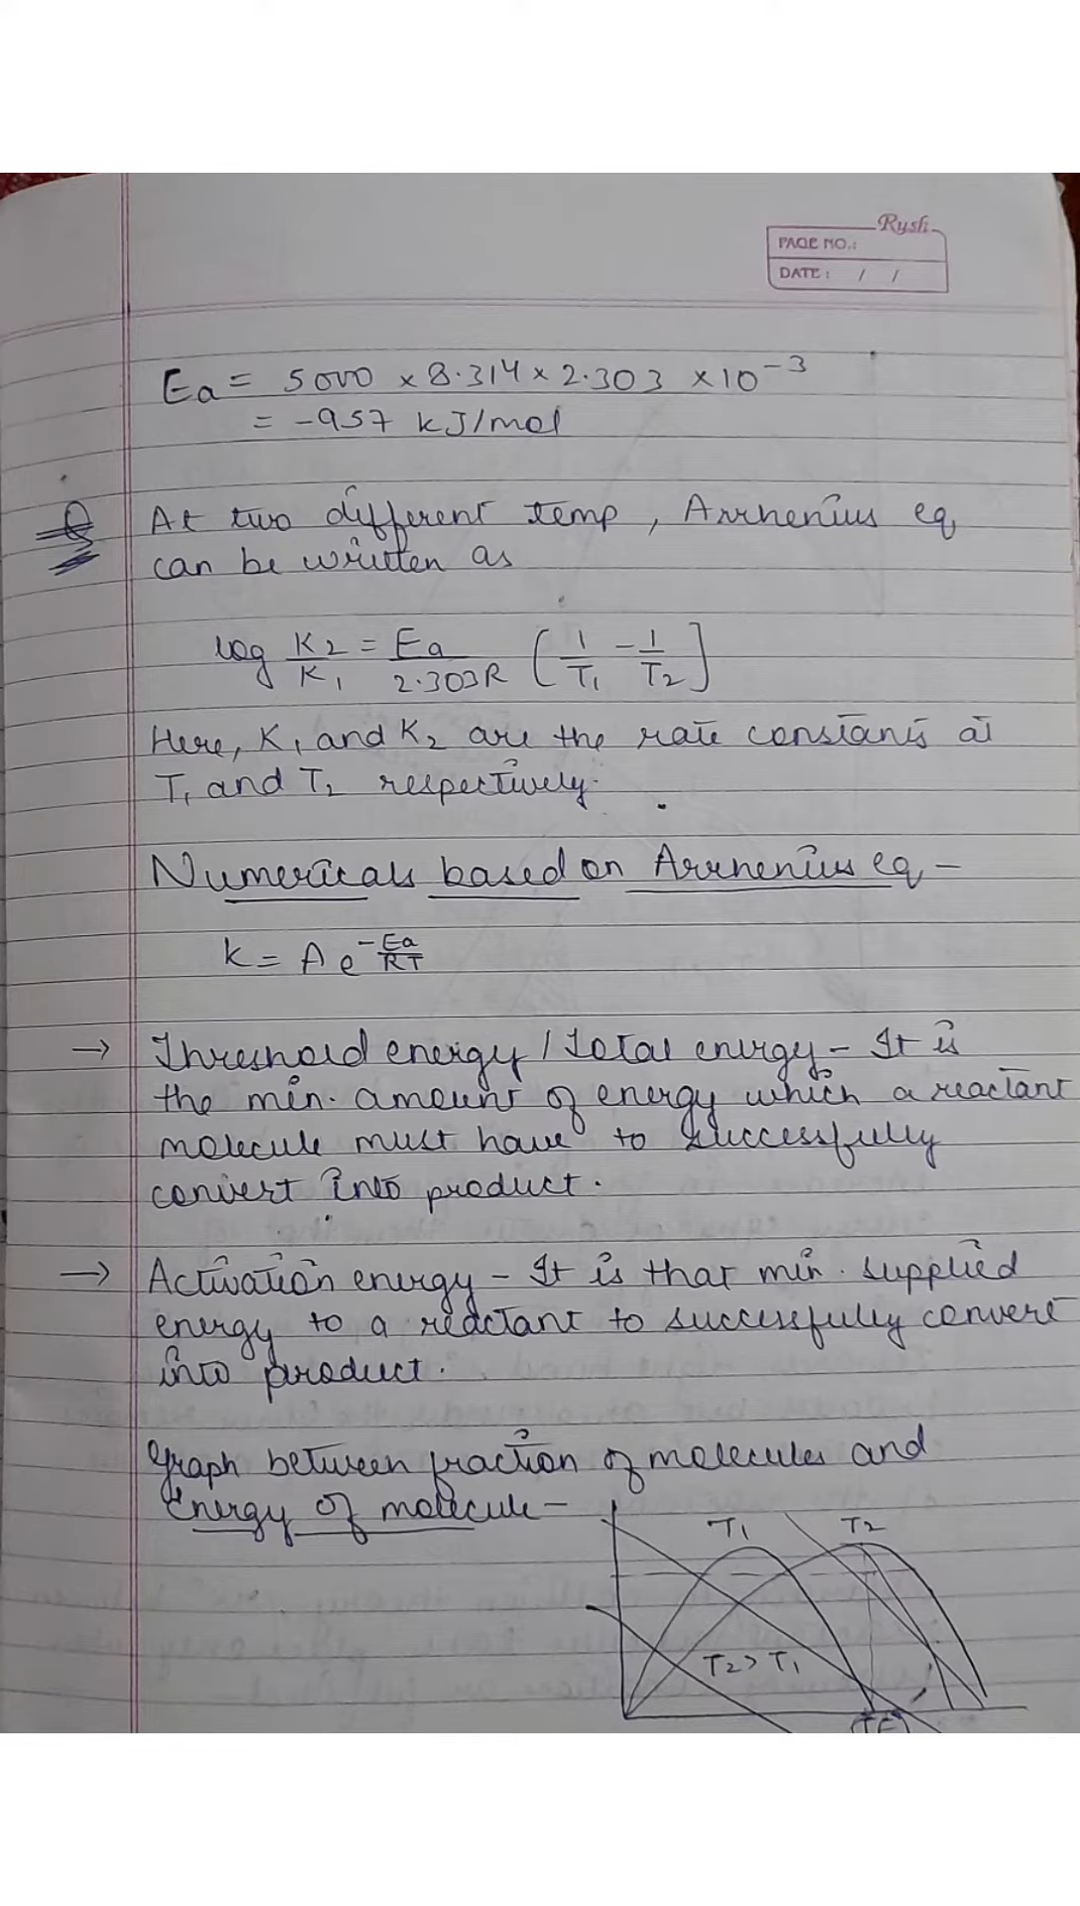 Rysh
PAGE NO.:
DATE: / /
Ea = 5000 × 8.314 × 2.303 × 10⁻³
= -957 kJ/mol
Q At two different temp, Arrhenius eq
can be written as
log K2/K1 = Ea/2.303R [1/T1 - 1/T2]
Here, K1 and K2 are the rate constants at
T1 and T2 respectively.
Numericals based on Arrhenius eq -
K = A e^-Ea/RT
→ Threshold energy / Total energy - It is
the min. amount of energy which a reactant
molecule must have to successfully
convert into product.
→ Activation energy - It is that min. supplied
energy to a reactant to successfully convert
into product.
Graph between fraction of molecules and
Energy of molecule -
T1 T2
T2 > T1